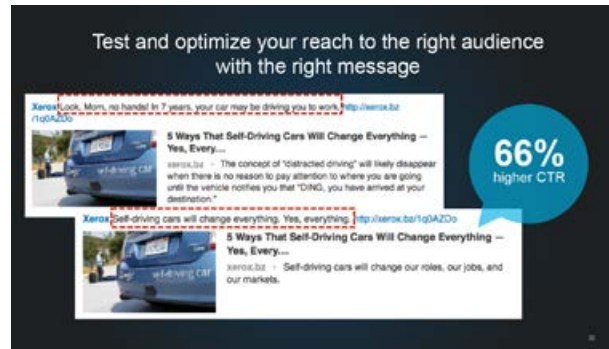 Test and optimize your reach to the right audience
with the right message
Xerox Look, Mom, no hands! In 7 years, your car may be driving you to work. http://xerox.bz
/1q0AZDo
5 Ways That Self-Driving Cars Will Change Everything —
Yes, Every....
xerox.bz · The concept of "distracted driving" will likely disappear
when there is no reason to pay attention to where you are going
until the vehicle notifies you that "DING, you have arrived at your
destination."
self-driving car
66%
higher CTR
Xerox Self-driving cars will change everything. Yes, everything. http://xerox.bz/1q0AZDo
5 Ways That Self-Driving Cars Will Change Everything —
Yes, Every....
xerox.bz · Self-driving cars will change our roles, our jobs, and
our markets.
self-driving car